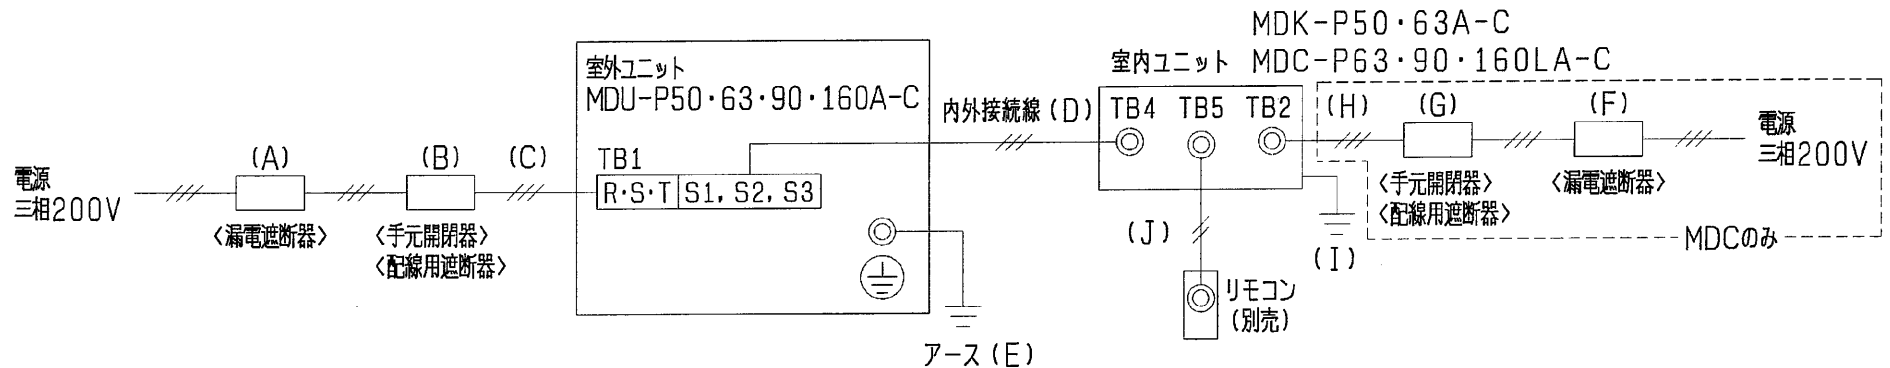 電源
三相200V
(A)
<漏電遮断器>
(B)
<手元開閉器>
<配線用遮断器>
(C)
室外ユニット
MDU-P50・63・90・160A-C
TB1
R・S・T S1, S2, S3
アース(E)
内外接続線(D)
MDK-P50・63A-C
室内ユニット MDC-P63・90・160LA-C
TB4 TB5 TB2
(J)
リモコン
(別売)
(I)
(H)
(G)
<手元開閉器>
<配線用遮断器>
(F)
<漏電遮断器>
電源
三相200V
MDCのみ